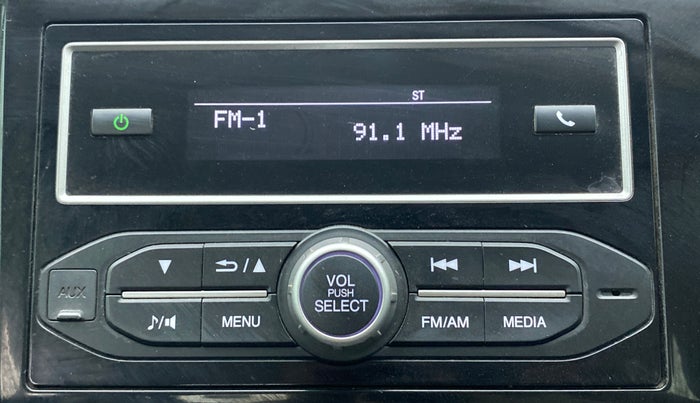 ST
FM-1
91.1 MHz
AUX
VOL
PUSH
SELECT
MENU
FM/AM
MEDIA